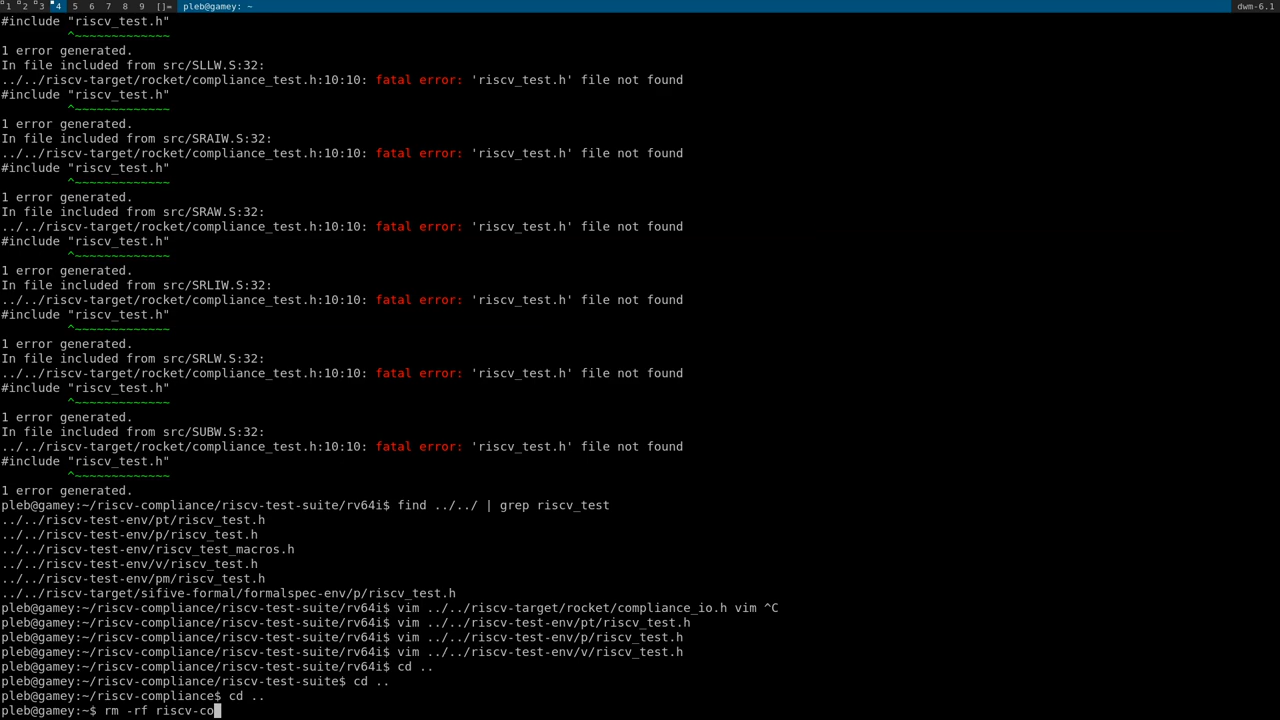 1 2 3 4 5 6 7 8 9 []= pleb@gamey: ~ dwm-6.1
#include "riscv_test.h"
^~~~~~~~~~~~~~
1 error generated.
In file included from src/SLLW.S:32:
../../riscv-target/rocket/compliance_test.h:10:10: fatal error: 'riscv_test.h' file not found
#include "riscv_test.h"
^~~~~~~~~~~~~~
1 error generated.
In file included from src/SRAIW.S:32:
../../riscv-target/rocket/compliance_test.h:10:10: fatal error: 'riscv_test.h' file not found
#include "riscv_test.h"
^~~~~~~~~~~~~~
1 error generated.
In file included from src/SRAW.S:32:
../../riscv-target/rocket/compliance_test.h:10:10: fatal error: 'riscv_test.h' file not found
#include "riscv_test.h"
^~~~~~~~~~~~~~
1 error generated.
In file included from src/SRLIW.S:32:
../../riscv-target/rocket/compliance_test.h:10:10: fatal error: 'riscv_test.h' file not found
#include "riscv_test.h"
^~~~~~~~~~~~~~
1 error generated.
In file included from src/SRLW.S:32:
../../riscv-target/rocket/compliance_test.h:10:10: fatal error: 'riscv_test.h' file not found
#include "riscv_test.h"
^~~~~~~~~~~~~~
1 error generated.
In file included from src/SUBW.S:32:
../../riscv-target/rocket/compliance_test.h:10:10: fatal error: 'riscv_test.h' file not found
#include "riscv_test.h"
^~~~~~~~~~~~~~
1 error generated.
pleb@gamey:~/riscv-compliance/riscv-test-suite/rv64i$ find ../../ | grep riscv_test
../../riscv-test-env/pt/riscv_test.h
../../riscv-test-env/p/riscv_test.h
../../riscv-test-env/riscv_test_macros.h
../../riscv-test-env/v/riscv_test.h
../../riscv-test-env/pm/riscv_test.h
../../riscv-target/sifive-formal/formalspec-env/p/riscv_test.h
pleb@gamey:~/riscv-compliance/riscv-test-suite/rv64i$ vim ../../riscv-target/rocket/compliance_io.h vim ^C
pleb@gamey:~/riscv-compliance/riscv-test-suite/rv64i$ vim ../../riscv-test-env/pt/riscv_test.h
pleb@gamey:~/riscv-compliance/riscv-test-suite/rv64i$ vim ../../riscv-test-env/p/riscv_test.h
pleb@gamey:~/riscv-compliance/riscv-test-suite/rv64i$ vim ../../riscv-test-env/v/riscv_test.h
pleb@gamey:~/riscv-compliance/riscv-test-suite/rv64i$ cd ..
pleb@gamey:~/riscv-compliance/riscv-test-suite$ cd ..
pleb@gamey:~/riscv-compliance$ cd ..
pleb@gamey:~$ rm -rf riscv-co